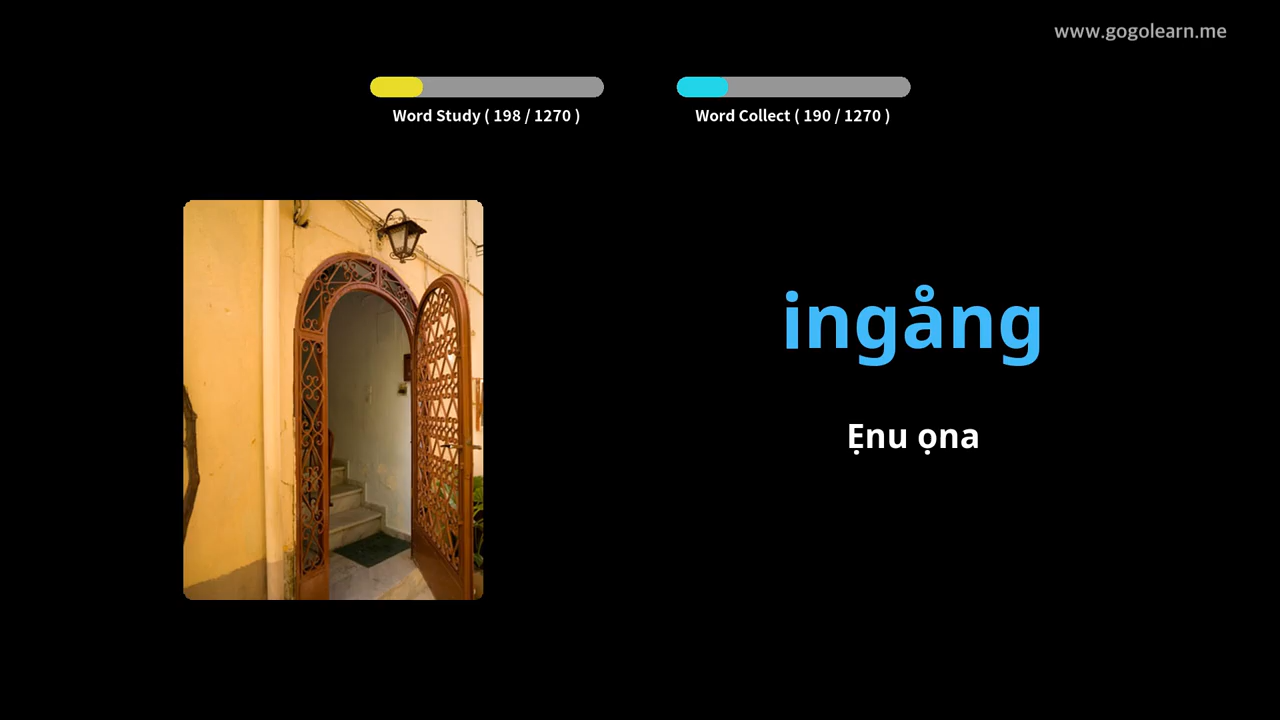 www.gogolearn.me
Word Study ( 198 / 1270 )
Word Collect ( 190 / 1270 )
ingång
Ẹnu ọna